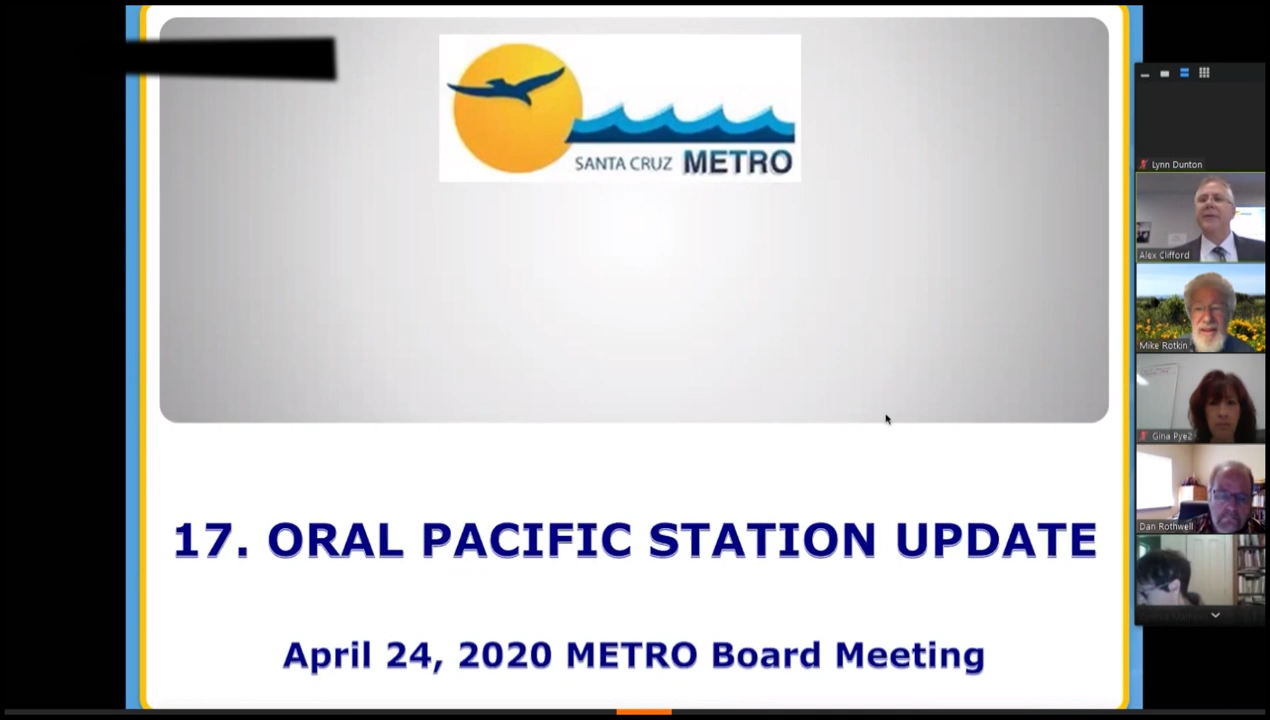 SANTA CRUZ METRO
17. ORAL PACIFIC STATION UPDATE
April 24, 2020 METRO Board Meeting
Lynn Dunton
Alex Clifford
Mike Rotkin
Gina Pye2
Dan Rothwell